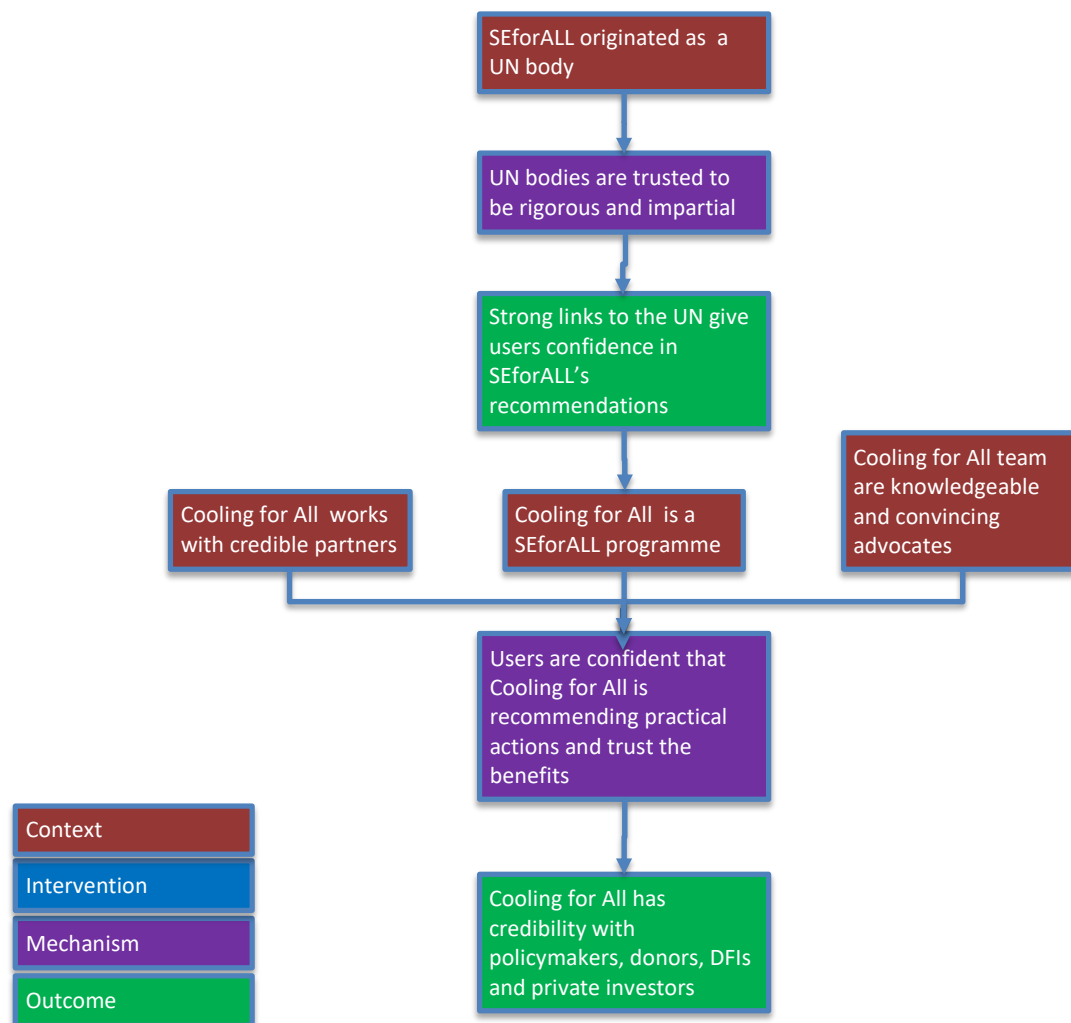 SEforALL originated as a
UN body
UN bodies are trusted to
be rigorous and impartial
Strong links to the UN give
users confidence in
SEforALL’s
recommendations
Cooling for All works
with credible partners
Cooling for All is a
SEforALL programme
Cooling for All team
are knowledgeable
and convincing
advocates
Users are confident that
Cooling for All is
recommending practical
actions and trust the
benefits
Cooling for All has
credibility with
policymakers, donors, DFIs
and private investors
Context
Intervention
Mechanism
Outcome